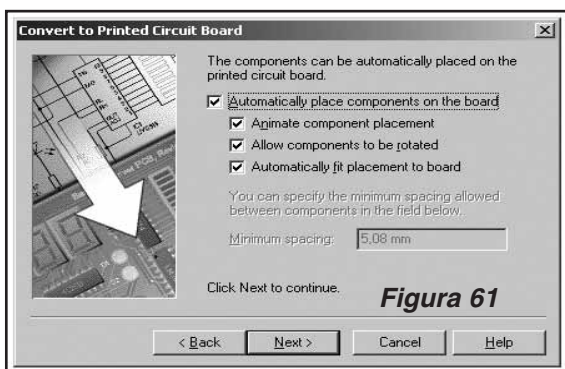 Convert to Printed Circuit Board
The components can be automatically placed on the
printed circuit board.
Automatically place components on the board
Animate component placement
Allow components to be rotated
Automatically fit placement to board
You can specify the minimum spacing allowed
between components in the field below.
Minimum spacing: 5,08 mm
Click Next to continue.
Figura 61
< Back Next > Cancel Help